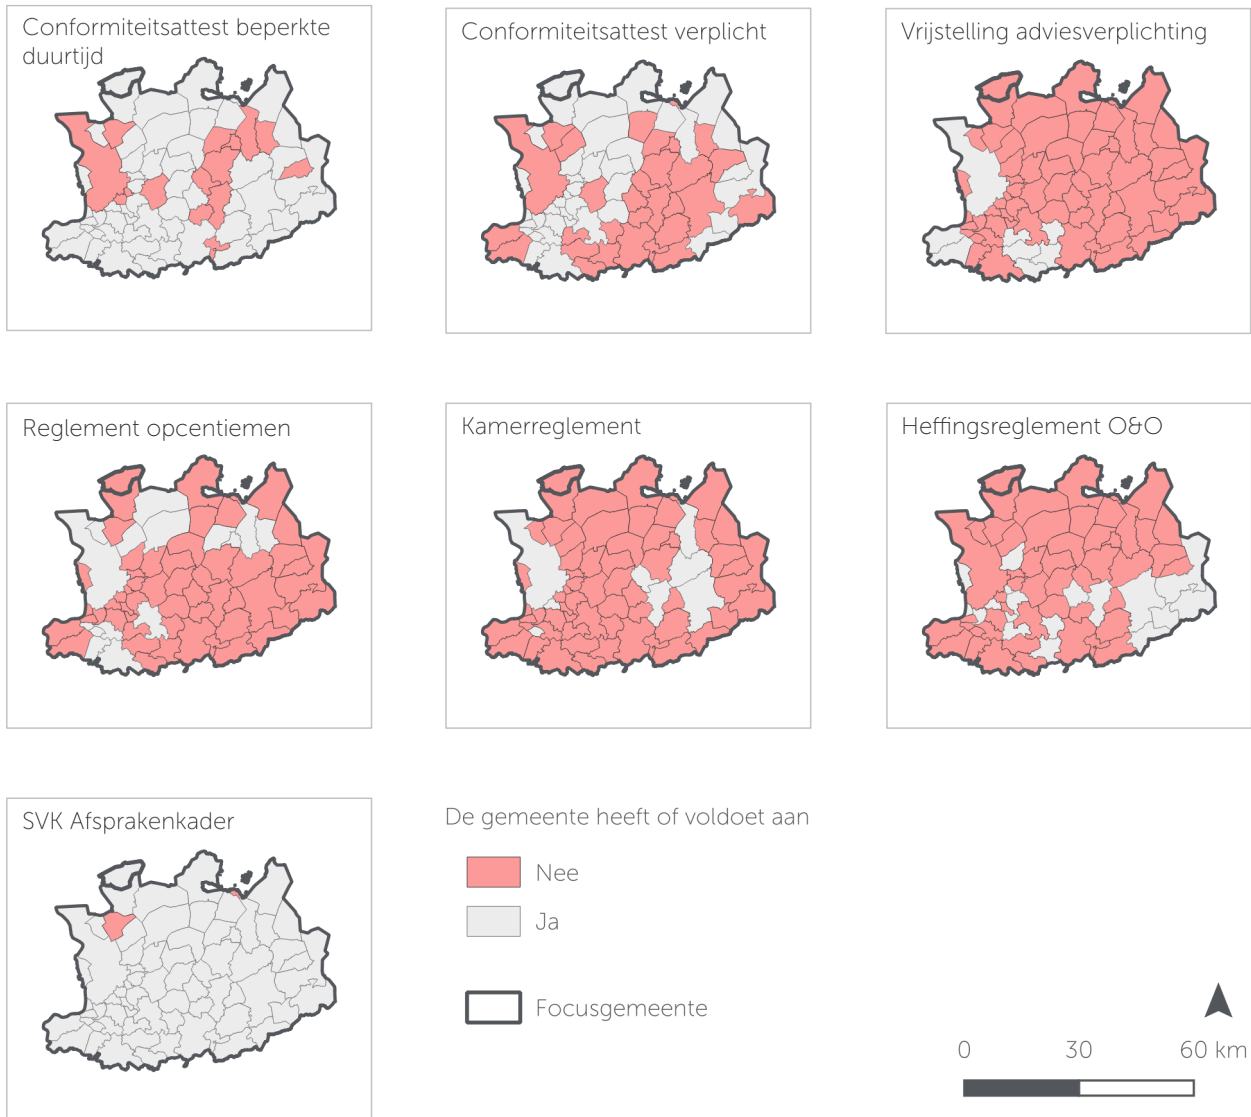 Conformiteitsattest beperkte
duurtijd
Conformiteitsattest verplicht
Vrijstelling adviesverplichting
Reglement opcentiemen
Kamerreglement
Heffingsreglement O&O
SVK Afsprakenkader
De gemeente heeft of voldoet aan
Nee
Ja
Focusgemeente
0 30 60 km